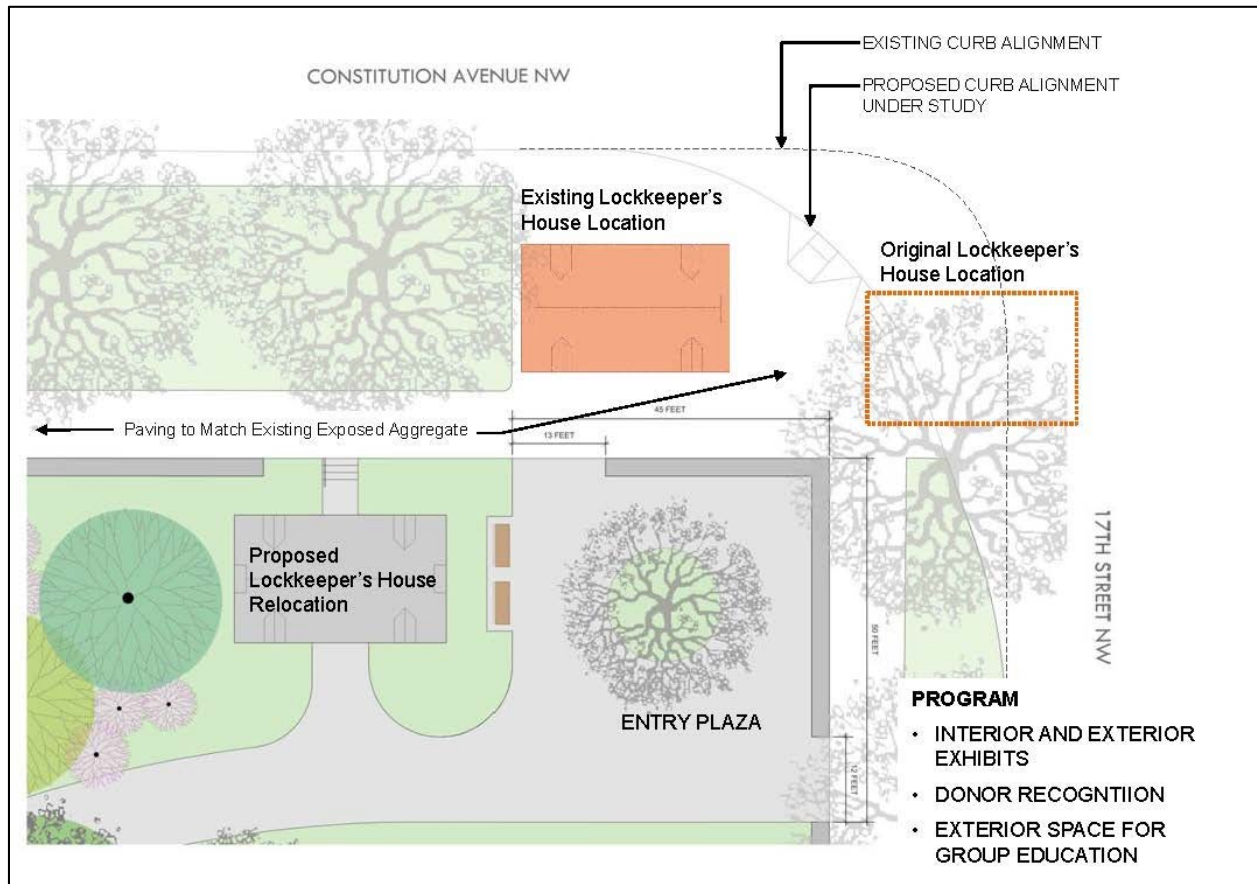 EXISTING CURB ALIGNMENT
CONSTITUTION AVENUE NW
PROPOSED CURB ALIGNMENT
UNDER STUDY
Existing Lockkeeper's
House Location
Original Lockkeeper's
House Location
45 FEET
Paving to Match Existing Exposed Aggregate
13 FEET
Proposed
Lockkeeper's House
Relocation
17TH STREET NW
50 FEET
ENTRY PLAZA
12 FEET
PROGRAM
• INTERIOR AND EXTERIOR
EXHIBITS
• DONOR RECOGNTIION
• EXTERIOR SPACE FOR
GROUP EDUCATION